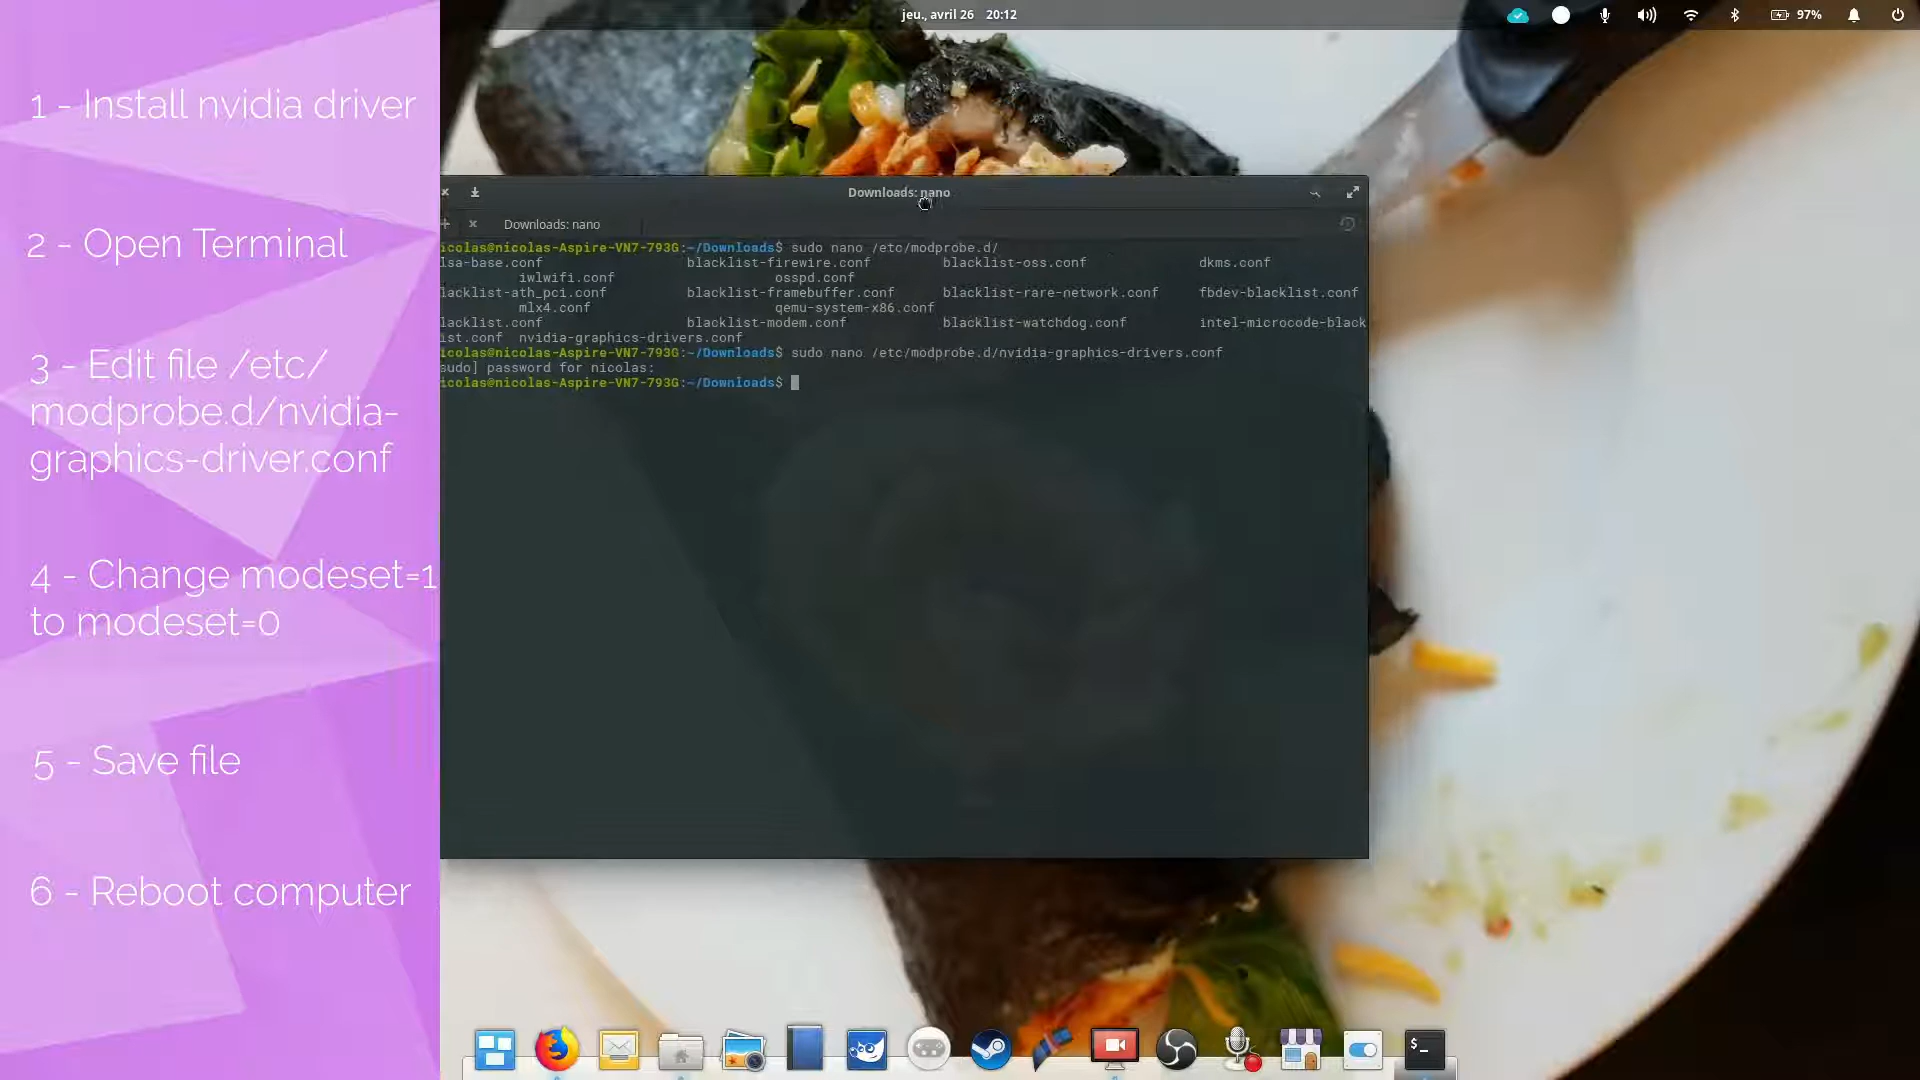 jeu., avril 26 20:12
97%
1 - Install nvidia driver
2 - Open Terminal
3 - Edit file /etc/
modprobe.d/nvidia-
graphics-driver.conf
4 - Change modeset=1
to modeset=0
5 - Save file
6 - Reboot computer
Downloads: nano
Downloads: nano
icolas@nicolas-Aspire-VN7-793G:~/Downloads$ sudo nano /etc/modprobe.d/
lsa-base.conf blacklist-firewire.conf blacklist-oss.conf dkms.conf
iwlwifi.conf osspd.conf
lacklist-ath_pci.conf blacklist-framebuffer.conf blacklist-rare-network.conf fbdev-blacklist.conf
mlx4.conf qemu-system-x86.conf
lacklist.conf blacklist-modem.conf blacklist-watchdog.conf intel-microcode-black
ist.conf nvidia-graphics-drivers.conf
icolas@nicolas-Aspire-VN7-793G:~/Downloads$ sudo nano /etc/modprobe.d/nvidia-graphics-drivers.conf
sudo] password for nicolas:
icolas@nicolas-Aspire-VN7-793G:~/Downloads$